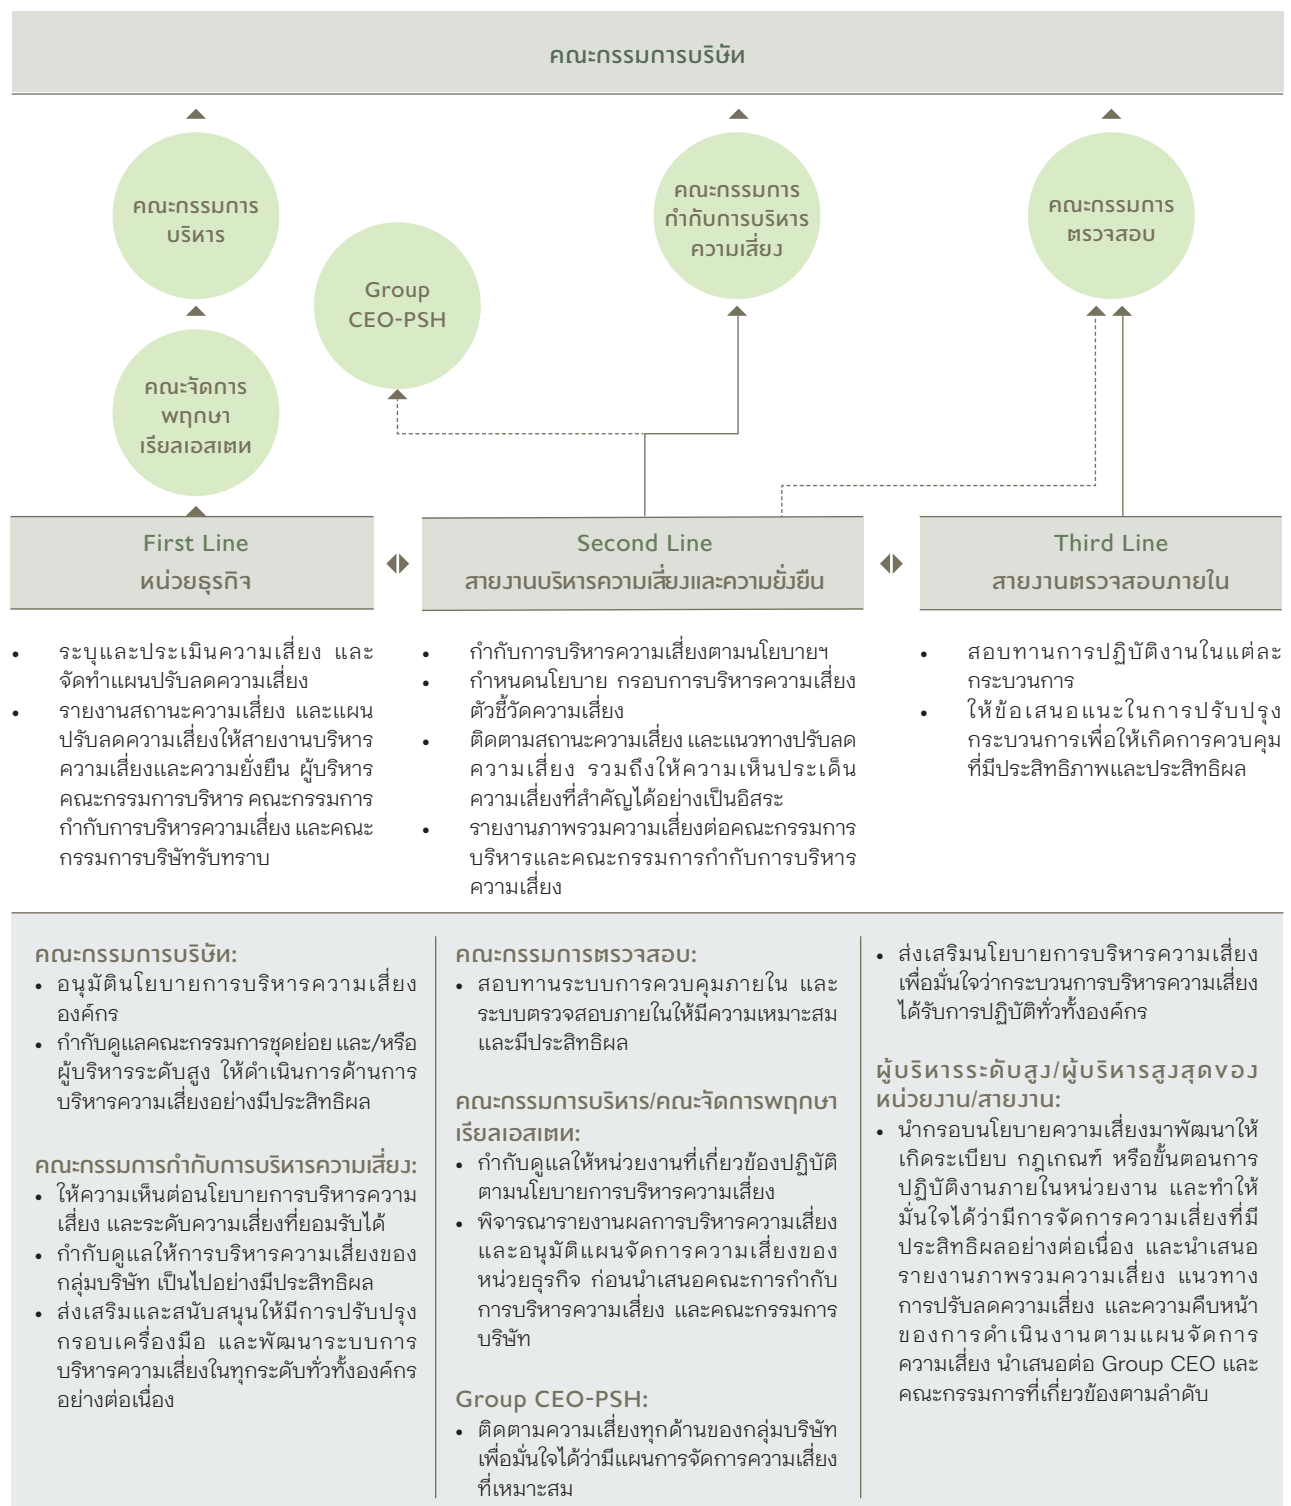 คณะกรรมการบริษัท
คณะกรรมการ
บริหาร
คณะจัดการ
พฤกษา
เรียลเอสเตท
Group
CEO-PSH
คณะกรรมการ
กำกับการบริหาร
ความเสี่ยง
คณะกรรมการ
ตรวจสอบ
First Line
หน่วยธุรกิจ
Second Line
สายงานบริหารความเสี่ยงและความยั่งยืน
Third Line
สายงานตรวจสอบภายใน
• ระบุและประเมินความเสี่ยง และ
จัดทำแผนปรับลดความเสี่ยง
• รายงานสถานะความเสี่ยง และแผน
ปรับลดความเสี่ยงให้สายงานบริหาร
ความเสี่ยงและความยั่งยืน ผู้บริหาร
คณะกรรมการบริหาร คณะกรรมการ
กำกับการบริหารความเสี่ยง และคณะ
กรรมการบริษัทรับทราบ
• กำกับการบริหารความเสี่ยงตามนโยบายฯ
• กำหนดนโยบาย กรอบการบริหารความเสี่ยง
ตัวชี้วัดความเสี่ยง
• ติดตามสถานะความเสี่ยง และแนวทางปรับลด
ความเสี่ยง รวมถึงให้ความเห็นประเด็น
ความเสี่ยงที่สำคัญได้อย่างเป็นอิสระ
• รายงานภาพรวมความเสี่ยงต่อคณะกรรมการ
บริหารและคณะกรรมการกำกับการบริหาร
ความเสี่ยง
• สอบทานการปฏิบัติงานในแต่ละ
กระบวนการ
• ให้ข้อเสนอแนะในการปรับปรุง
กระบวนการเพื่อให้เกิดการควบคุม
ที่มีประสิทธิภาพและประสิทธิผล
คณะกรรมการบริษัท:
• อนุมัตินโยบายการบริหารความเสี่ยง
องค์กร
• กำกับดูแลคณะกรรมการชุดย่อย และ/หรือ
ผู้บริหารระดับสูง ให้ดำเนินการด้านการ
บริหารความเสี่ยงอย่างมีประสิทธิผล
คณะกรรมการกำกับการบริหารความเสี่ยง:
• ให้ความเห็นต่อนโยบายการบริหารความ
เสี่ยง และระดับความเสี่ยงที่ยอมรับได้
• กำกับดูแลให้การบริหารความเสี่ยงของ
กลุ่มบริษัท เป็นไปอย่างมีประสิทธิผล
• ส่งเสริมและสนับสนุนให้มีการปรับปรุง
กรอบเครื่องมือ และพัฒนาระบบการ
บริหารความเสี่ยงในทุกระดับทั่วทั้งองค์กร
อย่างต่อเนื่อง
คณะกรรมการตรวจสอบ:
• สอบทานระบบการควบคุมภายใน และ
ระบบตรวจสอบภายในให้มีความเหมาะสม
และมีประสิทธิผล
คณะกรรมการบริหาร/คณะจัดการพฤกษา
เรียลเอสเตท:
• กำกับดูแลให้หน่วยงานที่เกี่ยวข้องปฏิบัติ
ตามนโยบายการบริหารความเสี่ยง
• พิจารณารายงานผลการบริหารความเสี่ยง
และอนุมัติแผนจัดการความเสี่ยงของ
หน่วยธุรกิจ ก่อนนำเสนอคณะการกำกับ
การบริหารความเสี่ยง และคณะกรรมการ
บริษัท
Group CEO-PSH:
• ติดตามความเสี่ยงทุกด้านของกลุ่มบริษัท
เพื่อมั่นใจได้ว่ามีแผนการจัดการความเสี่ยง
ที่เหมาะสม
• ส่งเสริมนโยบายการบริหารความเสี่ยง
เพื่อมั่นใจว่ากระบวนการบริหารความเสี่ยง
ได้รับการปฏิบัติทั่วทั้งองค์กร
ผู้บริหารระดับสูง/ผู้บริหารสูงสุดของ
หน่วยงาน/สายงาน:
• นำกรอบนโยบายความเสี่ยงมาพัฒนาให้
เกิดระเบียบ กฎเกณฑ์ หรือขั้นตอนการ
ปฏิบัติงานภายในหน่วยงาน และทำให้
มั่นใจได้ว่ามีการจัดการความเสี่ยงที่มี
ประสิทธิผลอย่างต่อเนื่อง และนำเสนอ
รายงานภาพรวมความเสี่ยง แนวทาง
การปรับลดความเสี่ยง และความคืบหน้า
ของการดำเนินงานตามแผนจัดการ
ความเสี่ยง นำเสนอต่อ Group CEO และ
คณะกรรมการที่เกี่ยวข้องตามลำดับ